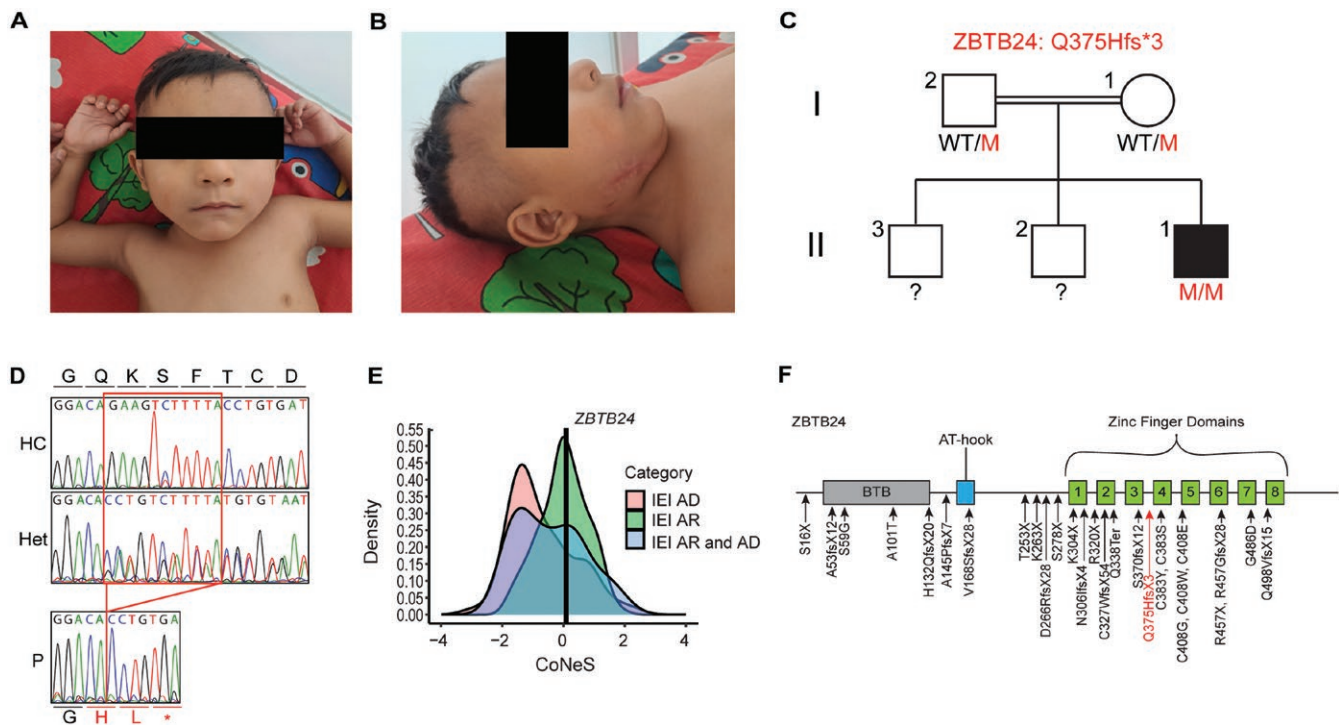 A
B
C
ZBTB24: Q375Hfs*3
I
2
1
WT/M
WT/M
II
3
2
1
?
?
M/M
D
G Q K S F T C D
HC
GGACAGAAGTCTTTTACCTGTGAT
Het
GGACACCTGTCTTTTATGTGTAAT
P
GGACACCTGTGA
G H L *
E
ZBTB24
0.55
0.50
0.45
0.40
0.35
0.30
0.25
0.20
0.15
0.10
0.05
0.00
Density
−4 −2 0 2 4
CoNeS
Category
IEI AD
IEI AR
IEI AR and AD
F
ZBTB24
AT-hook
Zinc Finger Domains
BTB
1 2 3 4 5 6 7 8
S16X
A53fsX12
S59G
A101T
H132QfsX20
A145PfsX7
V168SfsX28
T253X
K263X
D266RfsX28
S278X
K304X
N306IfsX4
R320X
C327WfsX54
Q338Ter
S370fsX12
Q375HfsX3
C383Y, C383S
C408G, C408W, C408E
R457X, R457GfsX28
G486D
Q498VfsX15